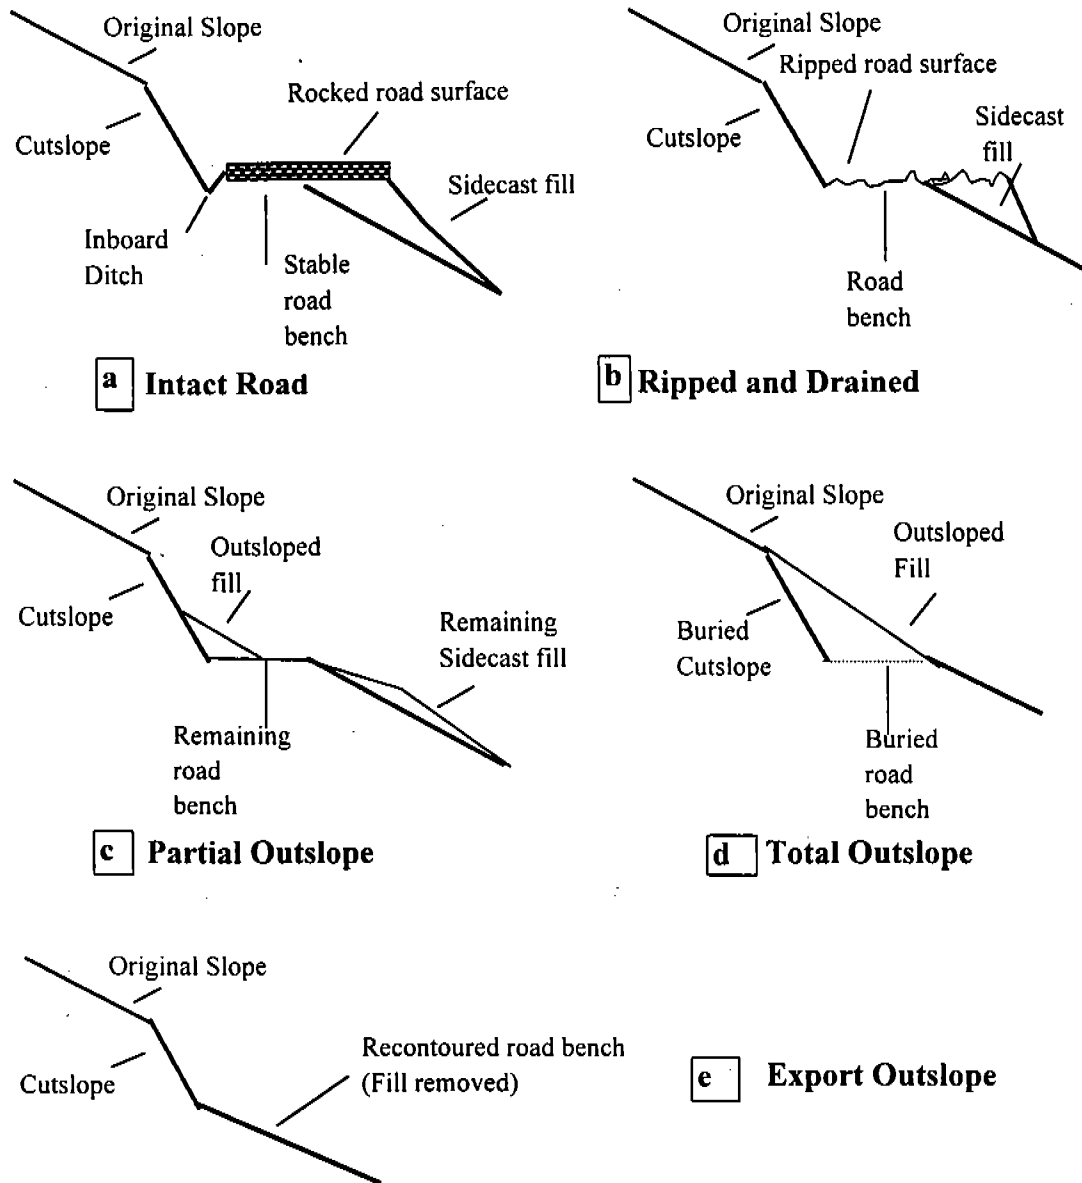 Original Slope
Rocked road surface
Cutslope
Sidecast fill
Inboard
Ditch
Stable
road
bench
a Intact Road
Original Slope
Ripped road surface
Sidecast
fill
Cutslope
Road
bench
b Ripped and Drained
Original Slope
Outsloped
fill
Cutslope
Remaining
Sidecast fill
Remaining
road
bench
c Partial Outslope
Original Slope
Outsloped
Fill
Buried
Cutslope
Buried
road
bench
d Total Outslope
Original Slope
Recontoured road bench
(Fill removed)
Cutslope
e Export Outslope